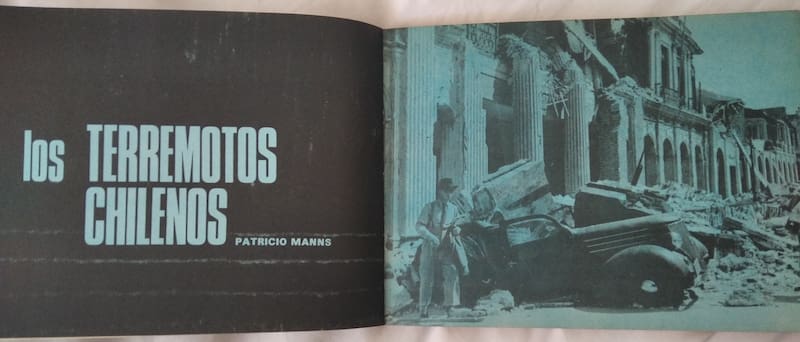 los TERREMOTOS
CHILENOS
PATRICIO MANNS